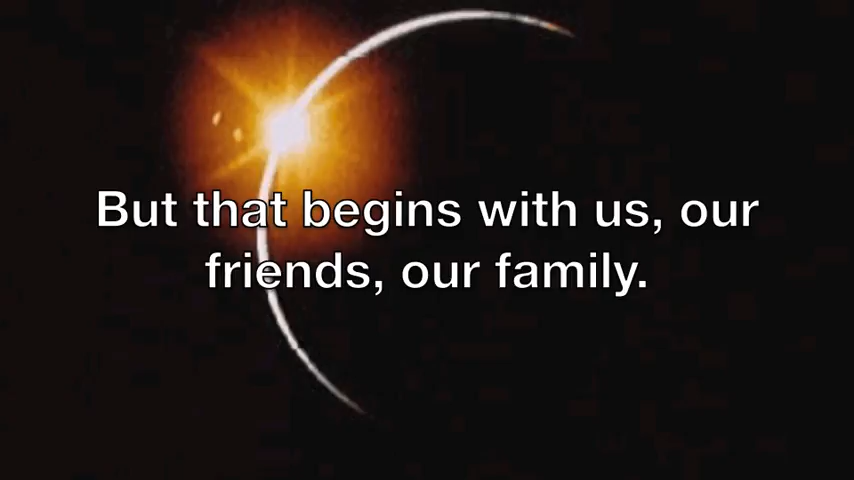 But that begins with us, our
friends, our family.